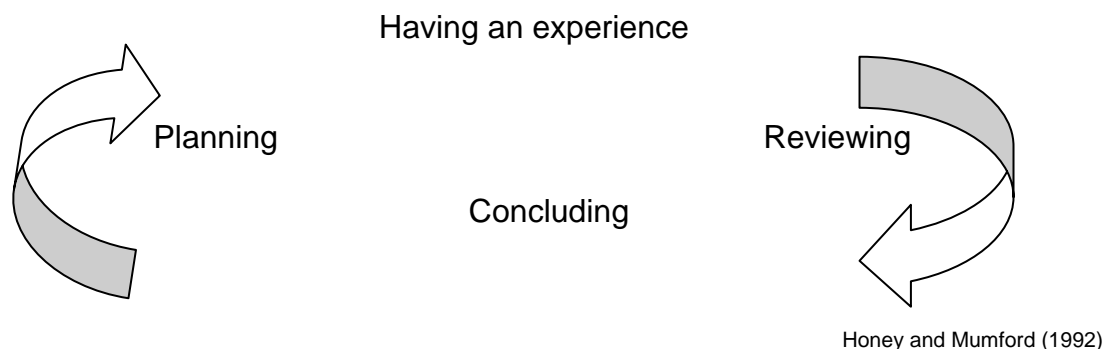 Having an experience
Planning
Reviewing
Concluding
Honey and Mumford (1992)